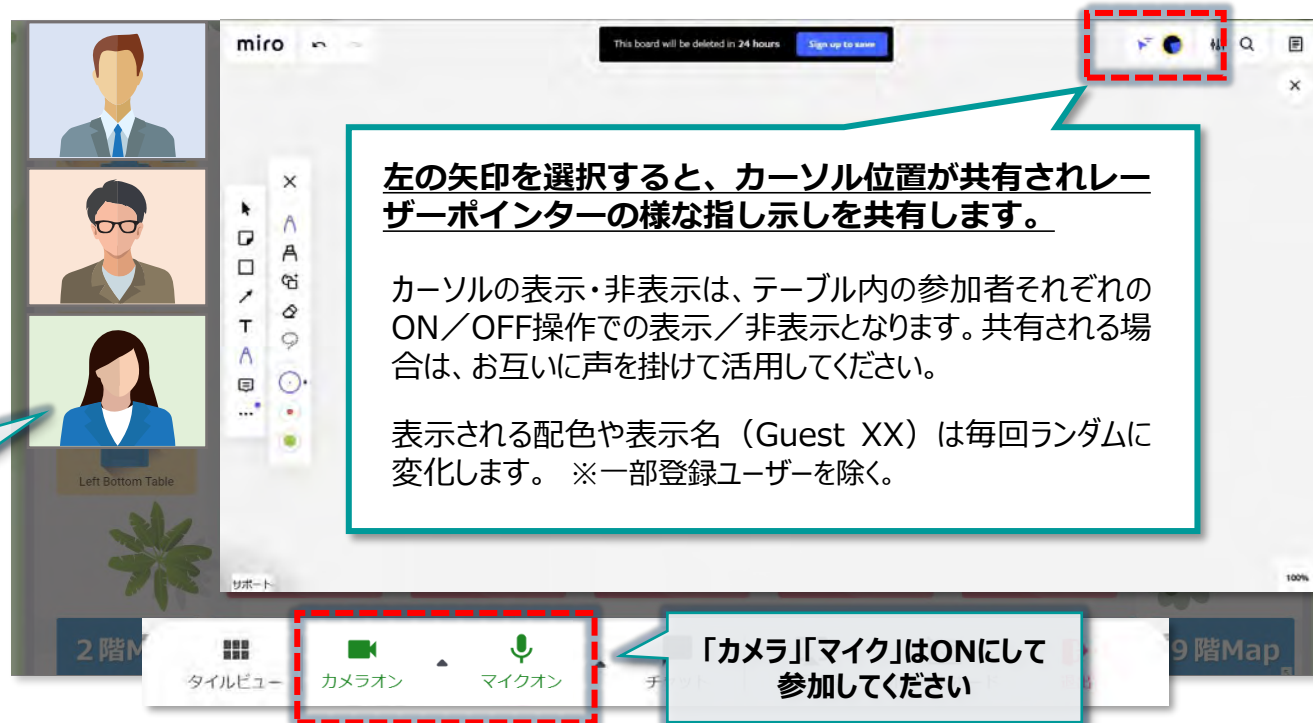 miro
This board will be deleted in 24 hours
Sign up to save
左の矢印を選択すると、カーソル位置が共有されレー
ザーポインターの様な指し示しを共有します。
カーソルの表示・非表示は、テーブル内の参加者それぞれの
ON／OFF操作での表示／非表示となります。共有される場
合は、お互いに声を掛けて活用してください。
表示される配色や表示名（Guest XX）は毎回ランダムに
変化します。 ※一部登録ユーザーを除く。
Left Bottom Table
サポート
100%
2階M
9階Map
タイルビュー
カメラオン
マイクオン
「カメラ」「マイク」はONにして
参加してください